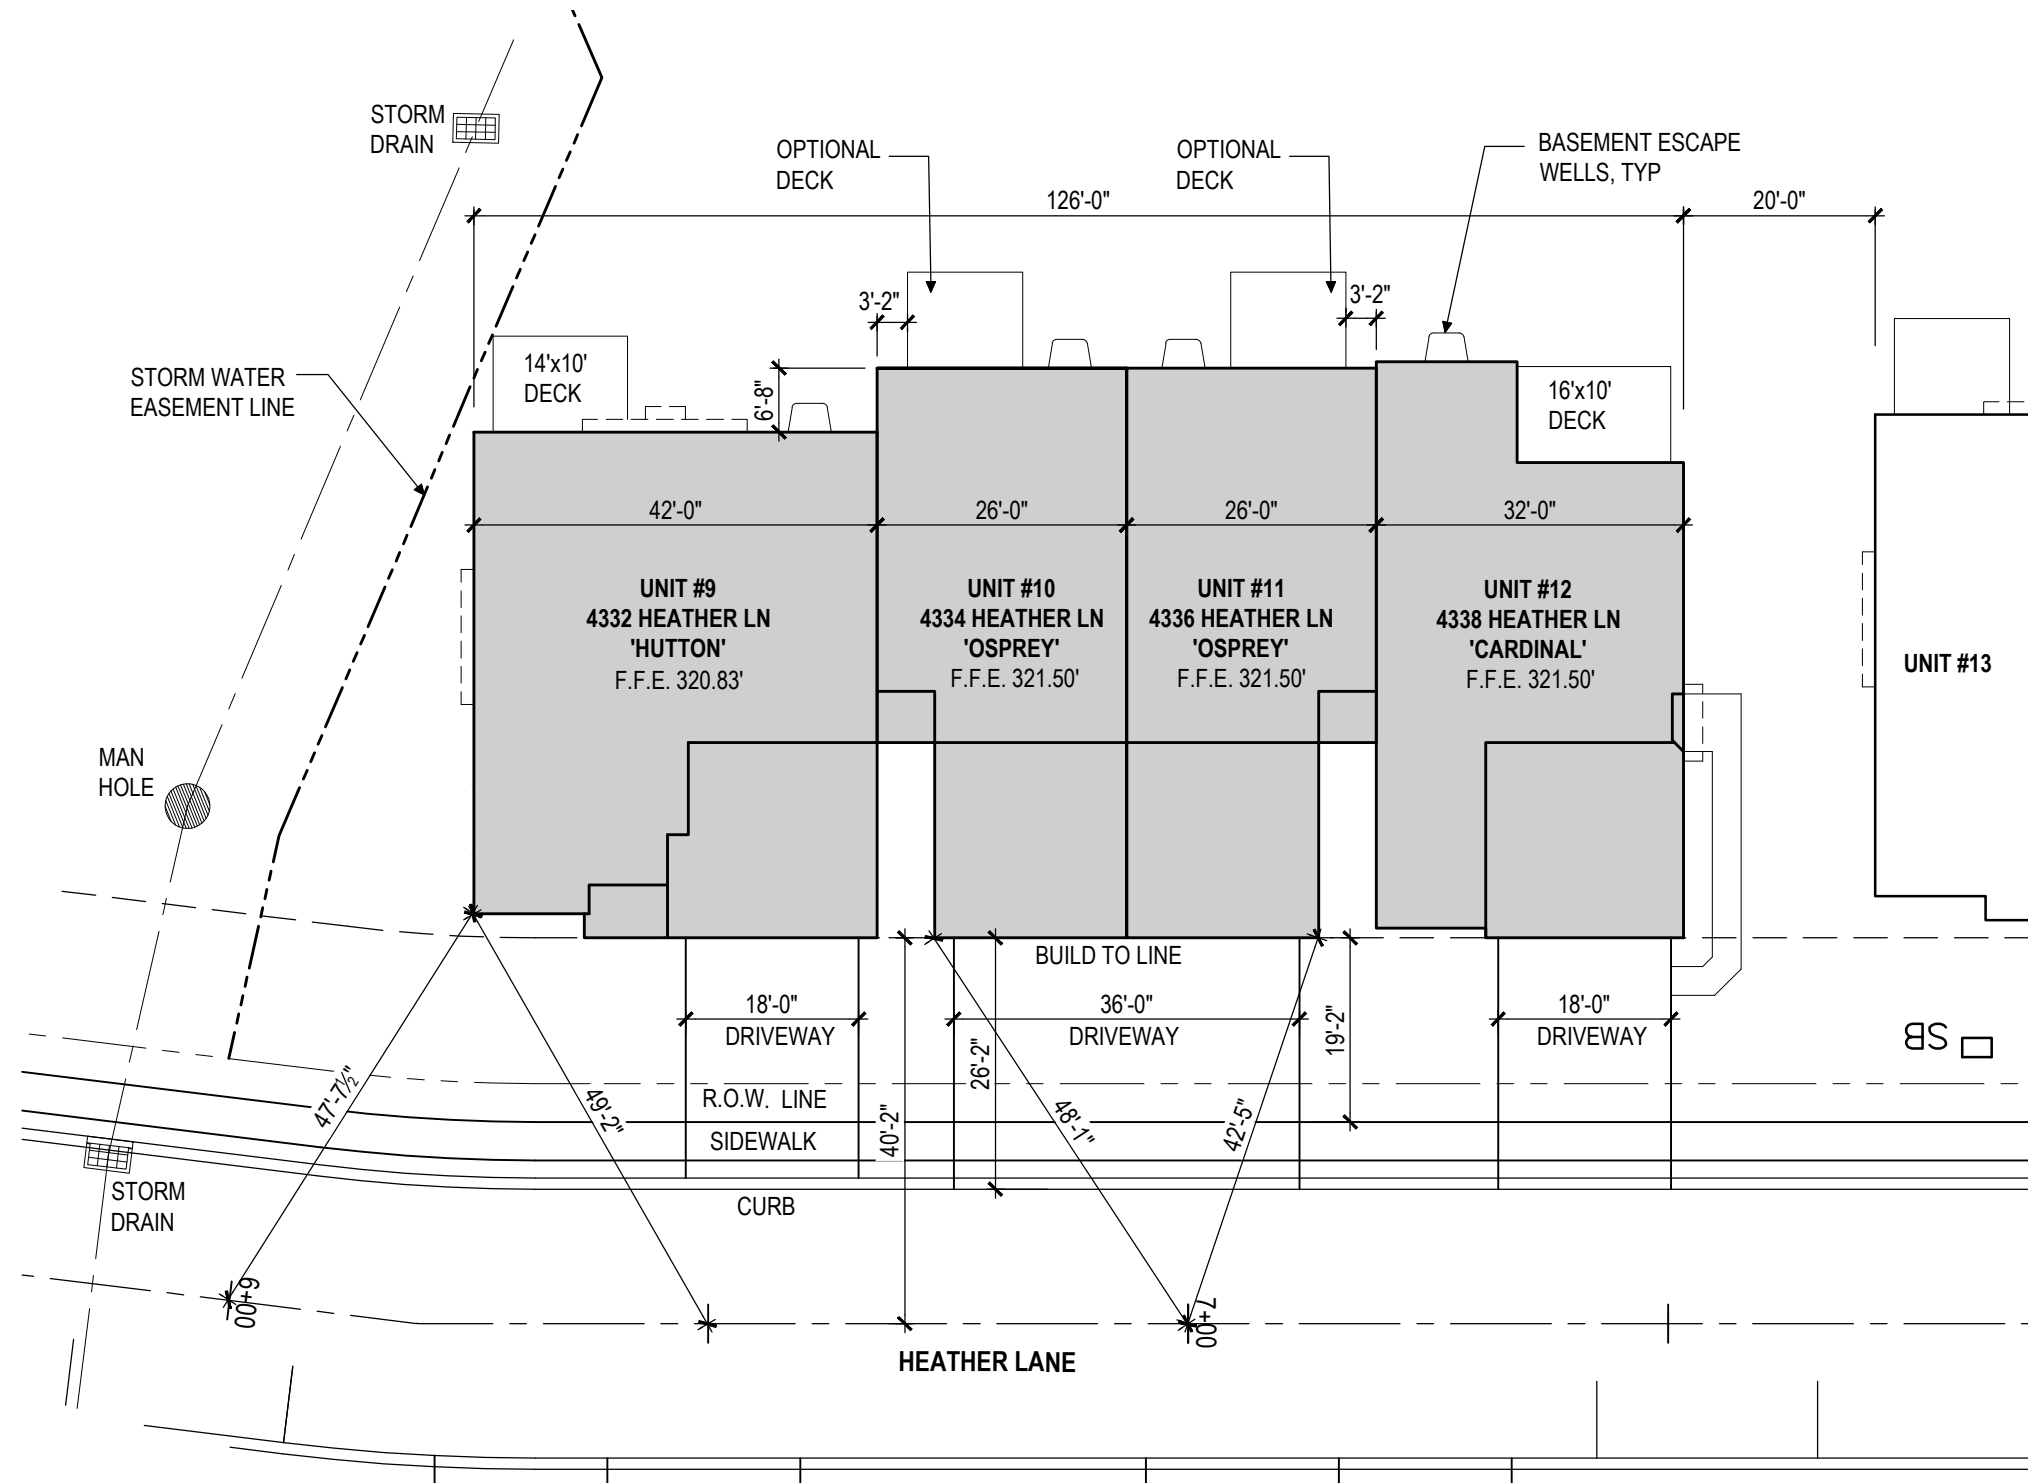 STORM
DRAIN
OPTIONAL
DECK
OPTIONAL
DECK
BASEMENT ESCAPE
WELLS, TYP
126'-0"
20'-0"
3'-2"
3'-2"
14'x10'
DECK
6'-8"
16'x10'
DECK
STORM WATER
EASEMENT LINE
42'-0"
26'-0"
26'-0"
32'-0"
UNIT #9
4332 HEATHER LN
'HUTTON'
F.F.E. 320.83'
UNIT #10
4334 HEATHER LN
'OSPREY'
F.F.E. 321.50'
UNIT #11
4336 HEATHER LN
'OSPREY'
F.F.E. 321.50'
UNIT #12
4338 HEATHER LN
'CARDINAL'
F.F.E. 321.50'
UNIT #13
MAN
HOLE
BUILD TO LINE
18'-0"
DRIVEWAY
36'-0"
DRIVEWAY
18'-0"
DRIVEWAY
19'-2"
26'-2"
SB
47'-7½"
49'-2"
R.O.W. LINE
SIDEWALK
40'-2"
48'-1"
42'-5"
STORM
DRAIN
CURB
6+00
7+00
HEATHER LANE